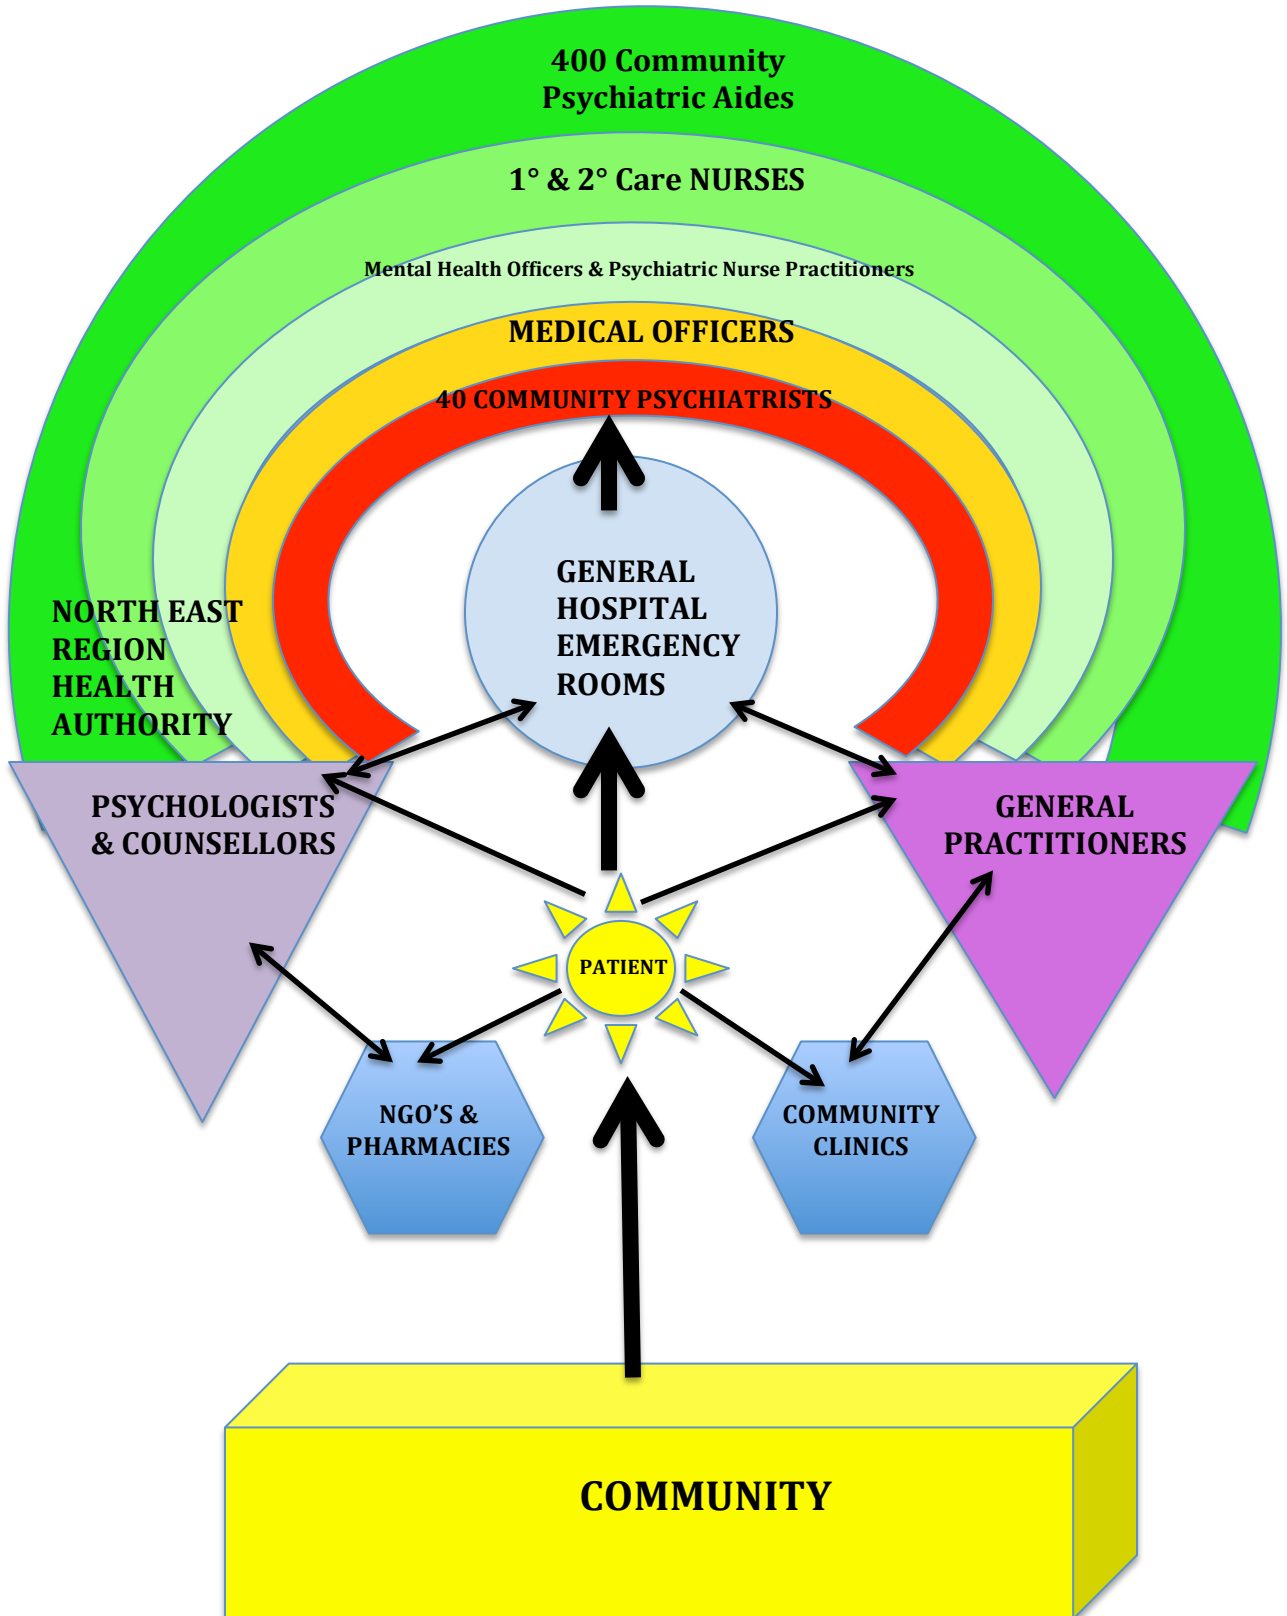 400 Community
Psychiatric Aides
1° & 2° Care NURSES
Mental Health Officers & Psychiatric Nurse Practitioners
MEDICAL OFFICERS
40 COMMUNITY PSYCHIATRISTS
GENERAL
HOSPITAL
EMERGENCY
ROOMS
NORTH EAST
REGION
HEALTH
AUTHORITY
PSYCHOLOGISTS
& COUNSELLORS
GENERAL
PRACTITIONERS
PATIENT
NGO’S &
PHARMACIES
COMMUNITY
CLINICS
COMMUNITY